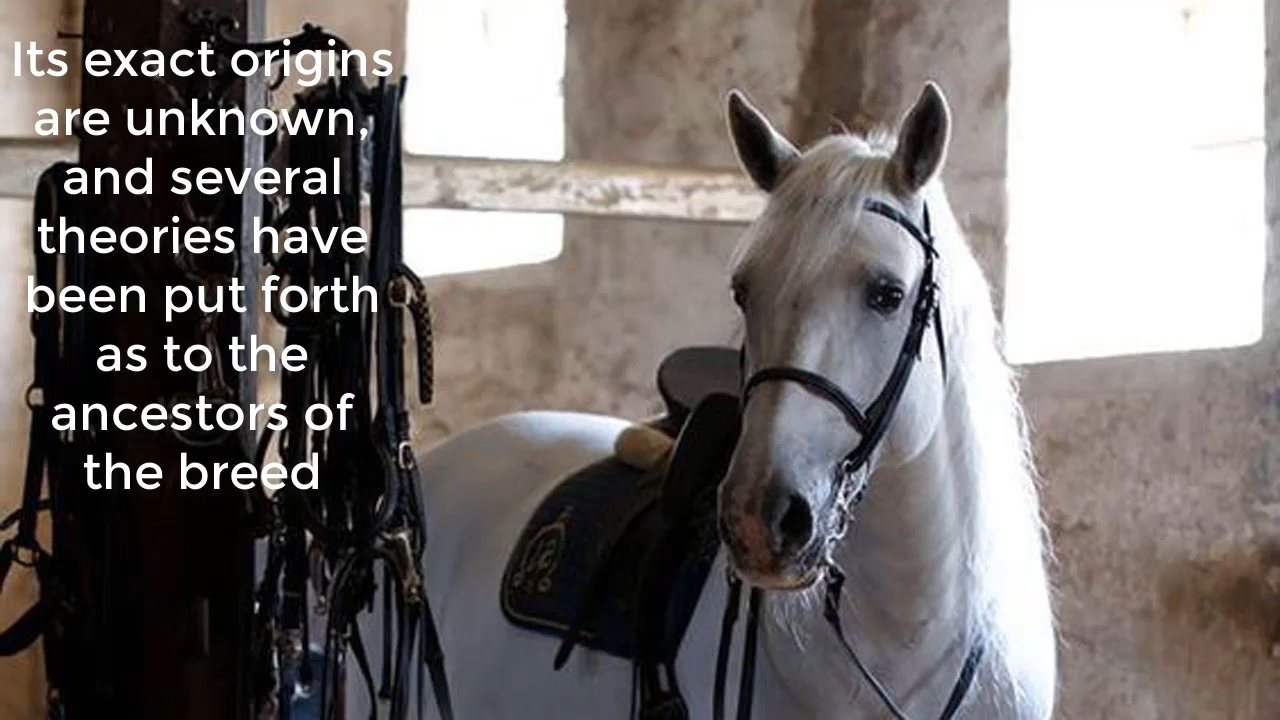 Its exact origins
are unknown,
and several
theories have
been put forth
as to the
ancestors of
the breed